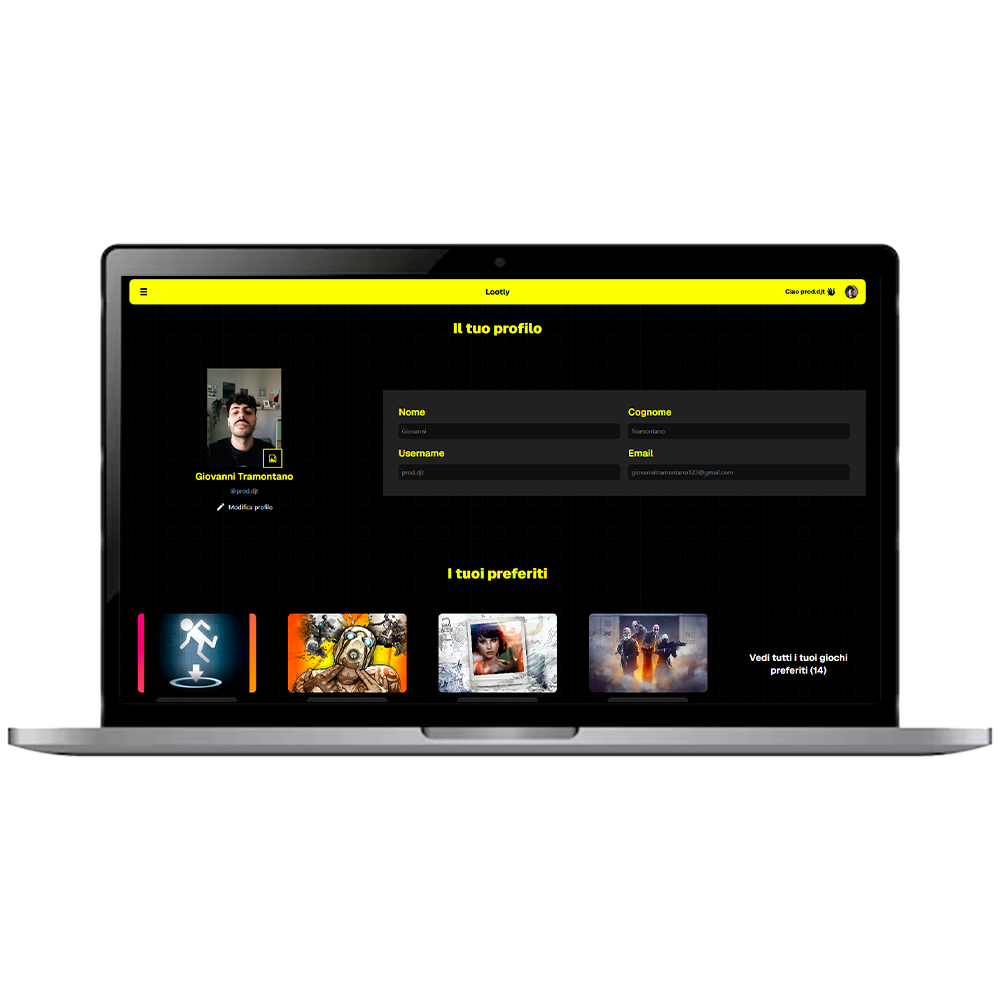 Lootly
Ciao prod.djt
Il tuo profilo
Nome
Cognome
Giovanni
Tramontano
Username
Email
prod.djt
giovannitramontano123@gmail.com
Giovanni Tramontano
@prod.djt
Modifica profilo
I tuoi preferiti
Vedi tutti i tuoi giochi
preferiti (14)